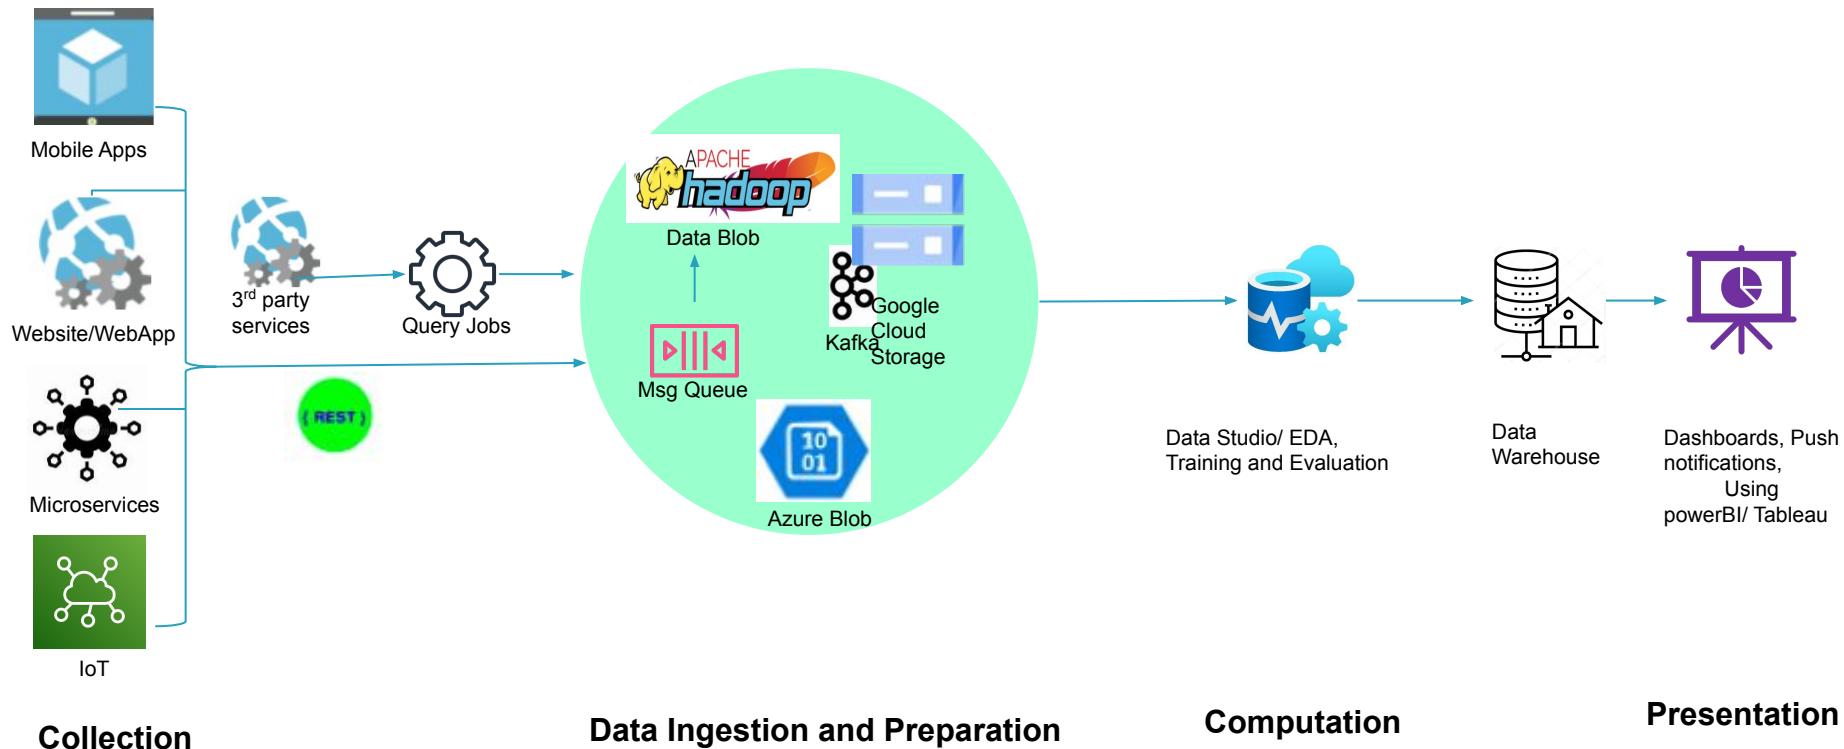 Mobile Apps
Website/WebApp
Microservices
IoT
3rd party
services
Query Jobs
{ REST }
APACHE
hadoop
Data Blob
Msg Queue
Kafka
Google
Cloud
Storage
10
01
Azure Blob
Data Studio/ EDA,
Training and Evaluation
Data
Warehouse
Dashboards, Push
notifications,
Using
powerBI/ Tableau
Collection
Data Ingestion and Preparation
Computation
Presentation